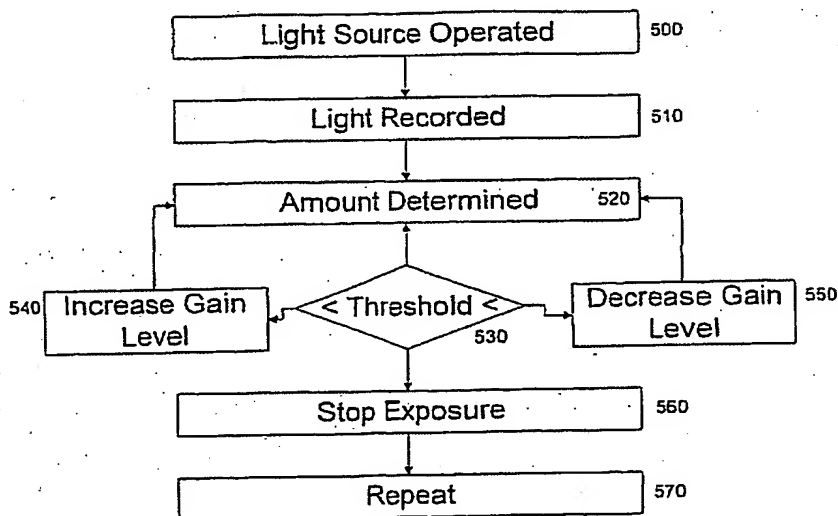 Light Source Operated 500
Light Recorded 510
Amount Determined 520
540 Increase Gain Level
< Threshold < 530
Decrease Gain Level 550
Stop Exposure 560
Repeat 570